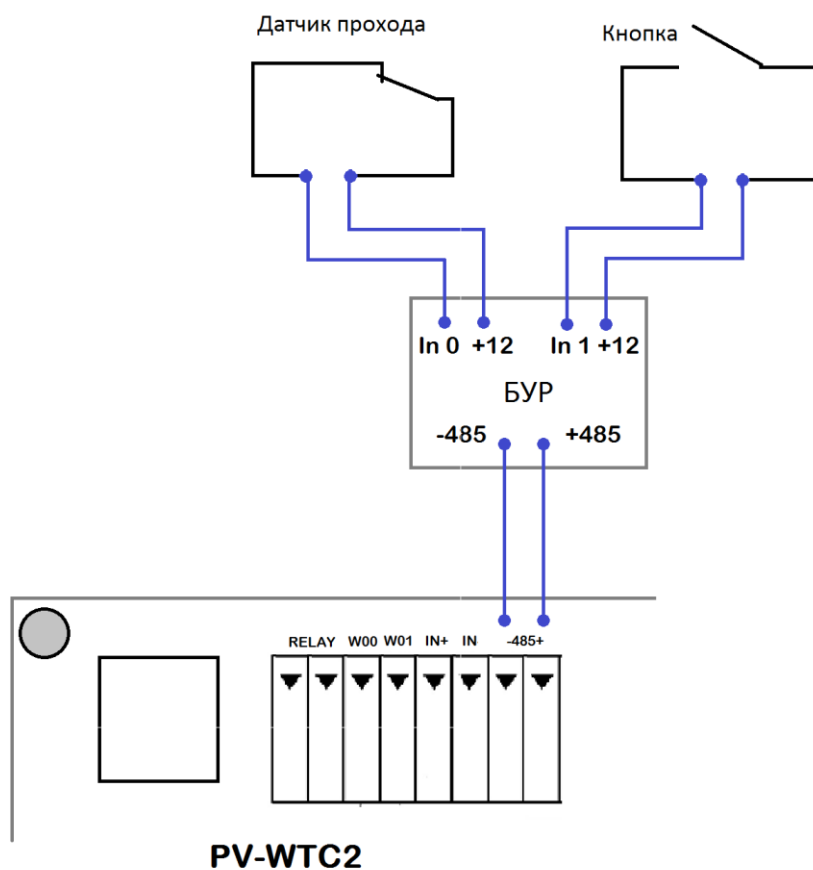 Датчик прохода
Кнопка
In 0 +12 In 1 +12
БУР
-485 +485
RELAY W00 W01 IN+ IN -485+
PV-WTC2